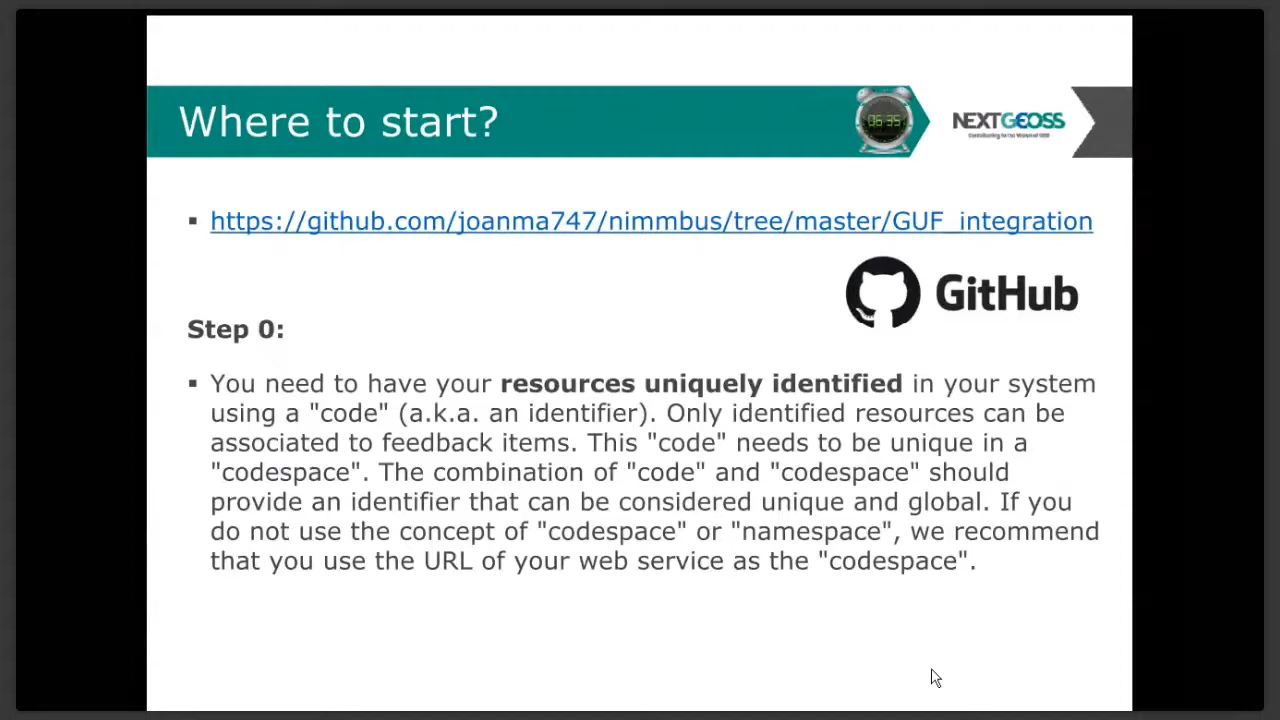 Where to start?
06:35
NEXTGEOSS
▪ https://github.com/joanma747/nimmbus/tree/master/GUF_integration
GitHub
Step 0:
▪ You need to have your resources uniquely identified in your system
using a "code" (a.k.a. an identifier). Only identified resources can be
associated to feedback items. This "code" needs to be unique in a
"codespace". The combination of "code" and "codespace" should
provide an identifier that can be considered unique and global. If you
do not use the concept of "codespace" or "namespace", we recommend
that you use the URL of your web service as the "codespace".